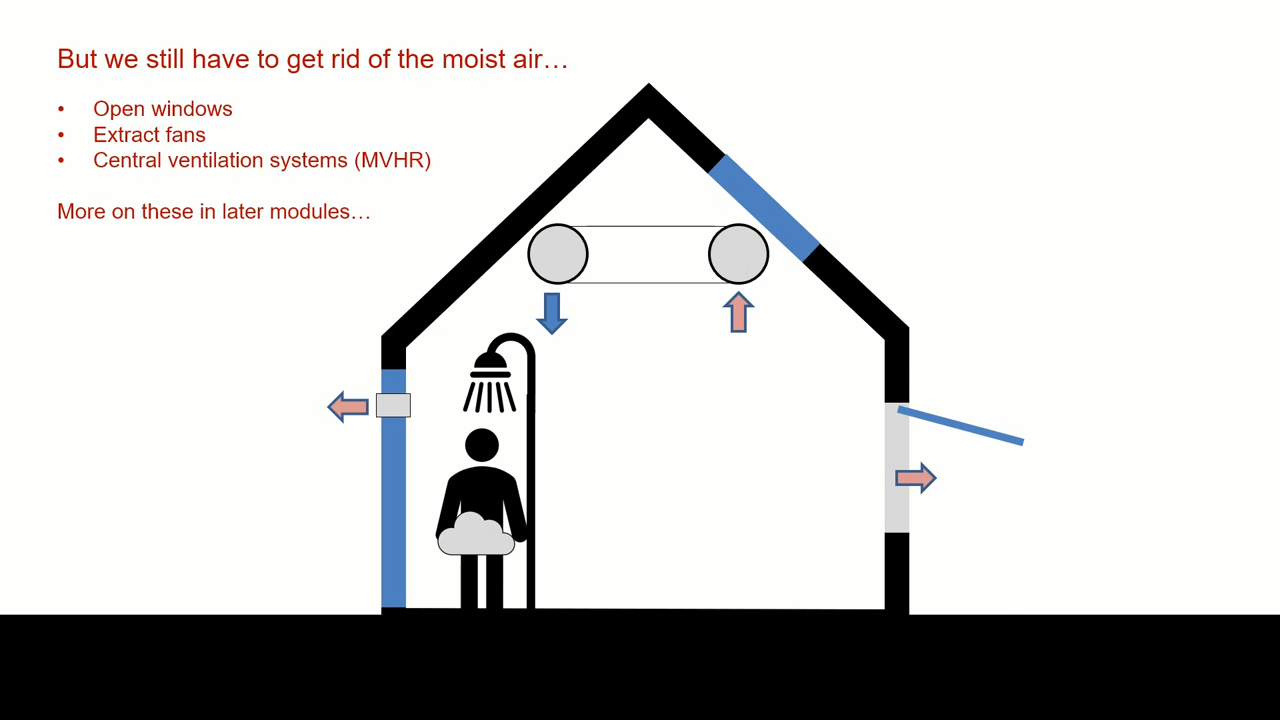 But we still have to get rid of the moist air…
• Open windows
• Extract fans
• Central ventilation systems (MVHR)
More on these in later modules…